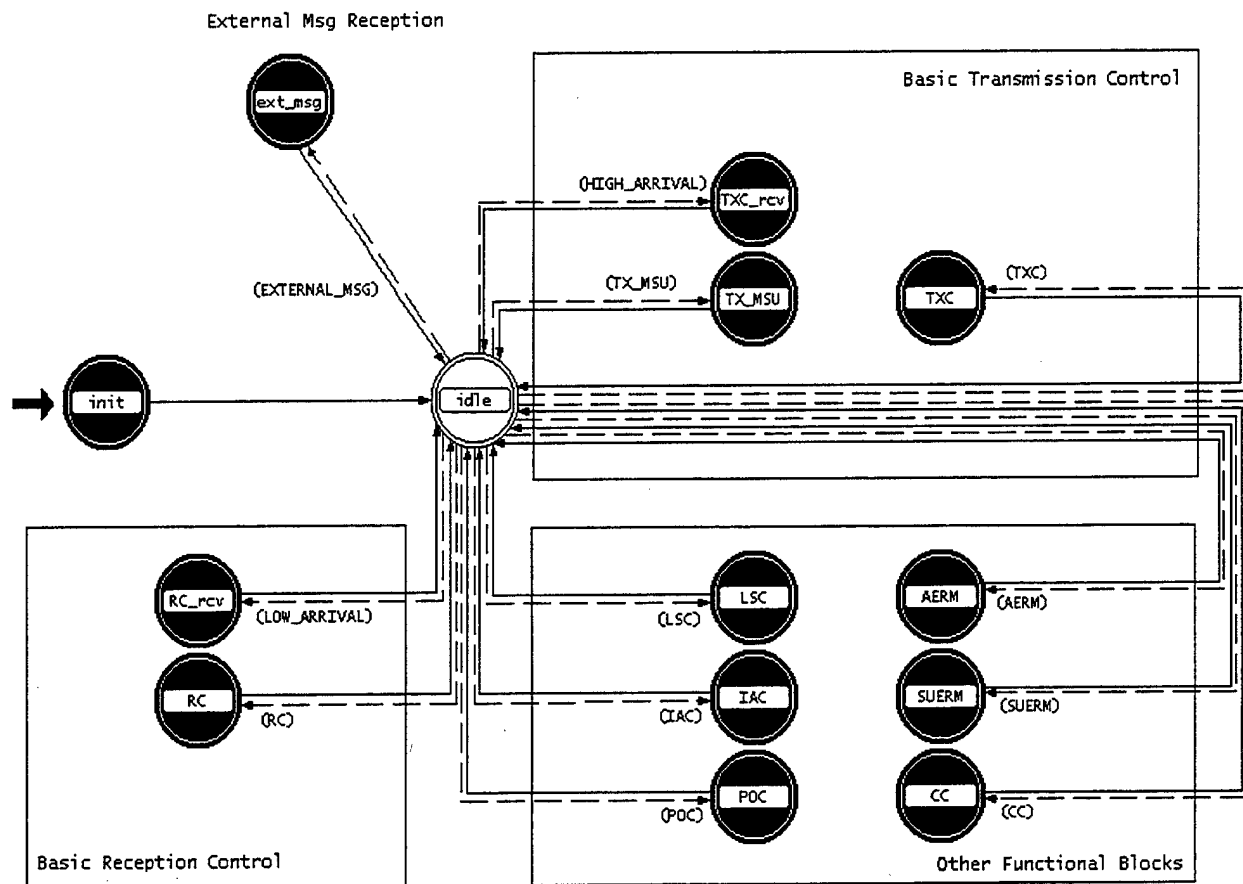 External Msg Reception
ext_msg
Basic Transmission Control
(HIGH_ARRIVAL)
TXC_rcv
(EXTERNAL_MSG)
(TX_MSU)
TX_MSU
(TXC)
TXC
init
idle
RC_rcv
(LOW_ARRIVAL)
RC
(RC)
Basic Reception Control
LSC
(LSC)
AERM
(AERM)
IAC
(IAC)
SUERM
(SUERM)
POC
(POC)
CC
(CC)
Other Functional Blocks